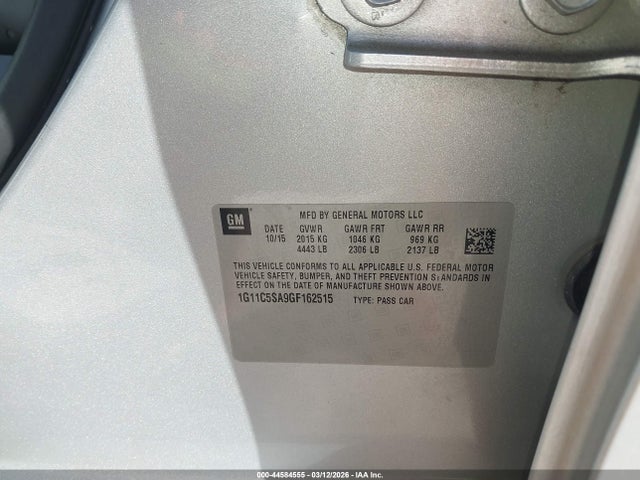 GM
MFD BY GENERAL MOTORS LLC
DATE GVWR GAWR FRT GAWR RR
10/15 2015 KG 1046 KG 969 KG
4443 LB 2306 LB 2137 LB
THIS VEHICLE CONFORMS TO ALL APPLICABLE U.S. FEDERAL MOTOR
VEHICLE SAFETY, BUMPER, AND THEFT PREVENTION STANDARDS IN
EFFECT ON THE DATE OF MANUFACTURE SHOWN ABOVE.
1G11C5SA9GF162515 TYPE: PASS CAR
000-44584555 | 03/12/2026 | IAA Inc.